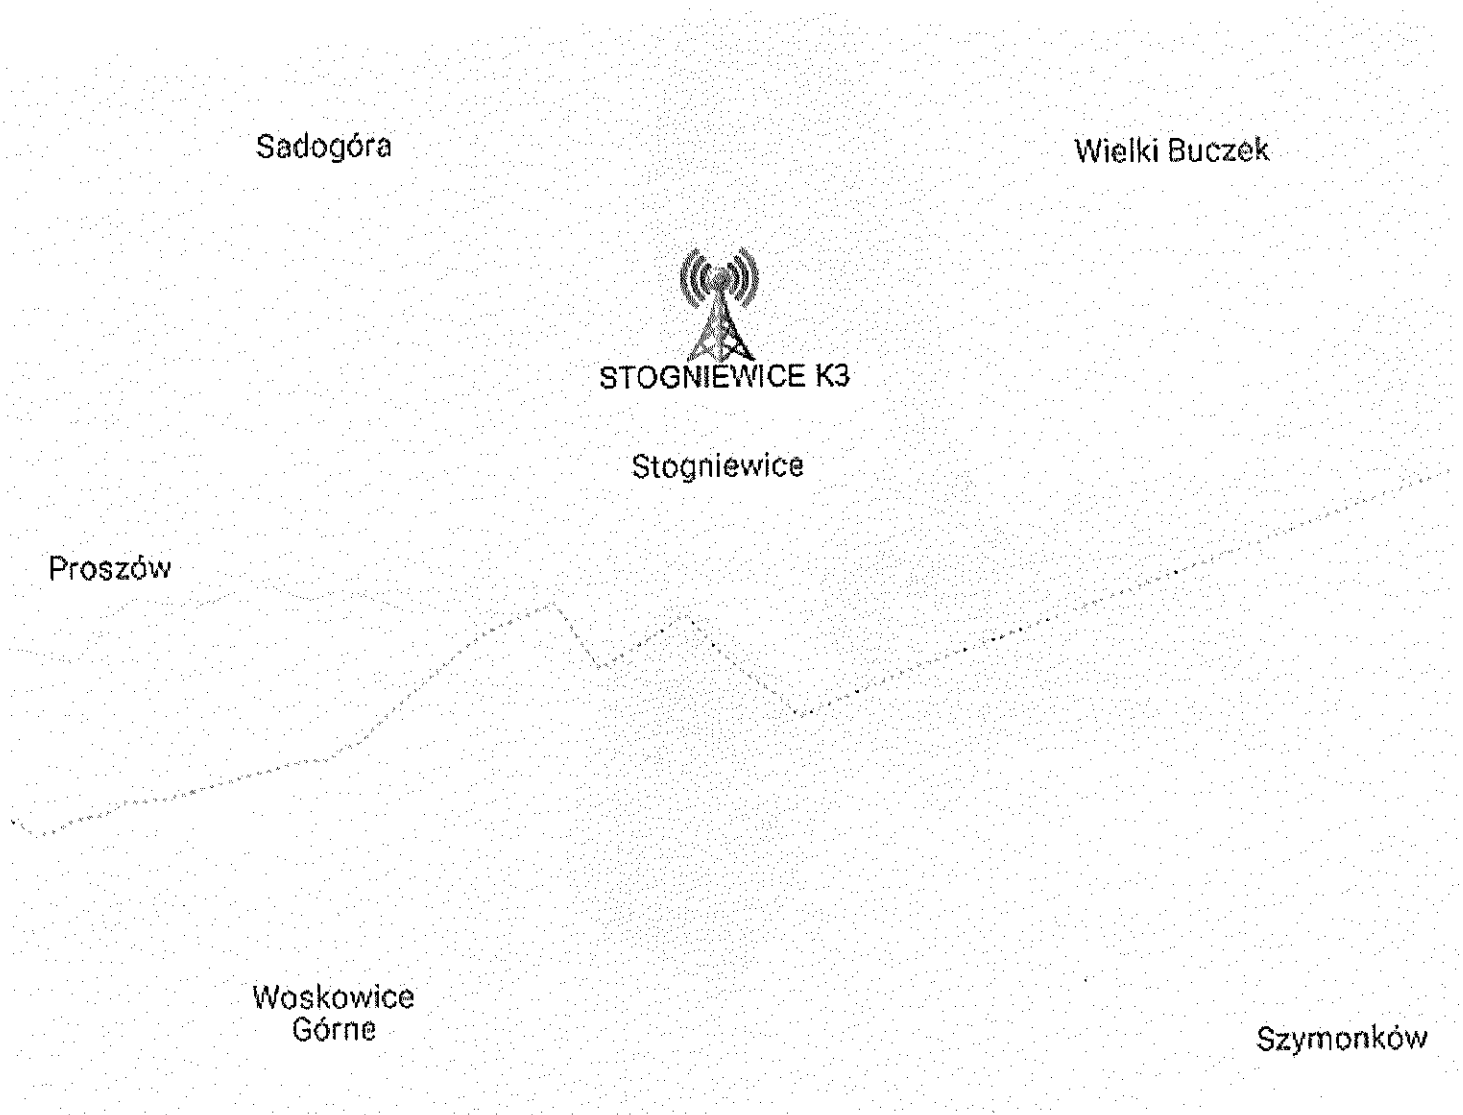 Sadogóra
Wielki Buczek
STOGNIEWICE K3
Stogniewice
Proszów
Woskowice
Górne
Szymonków